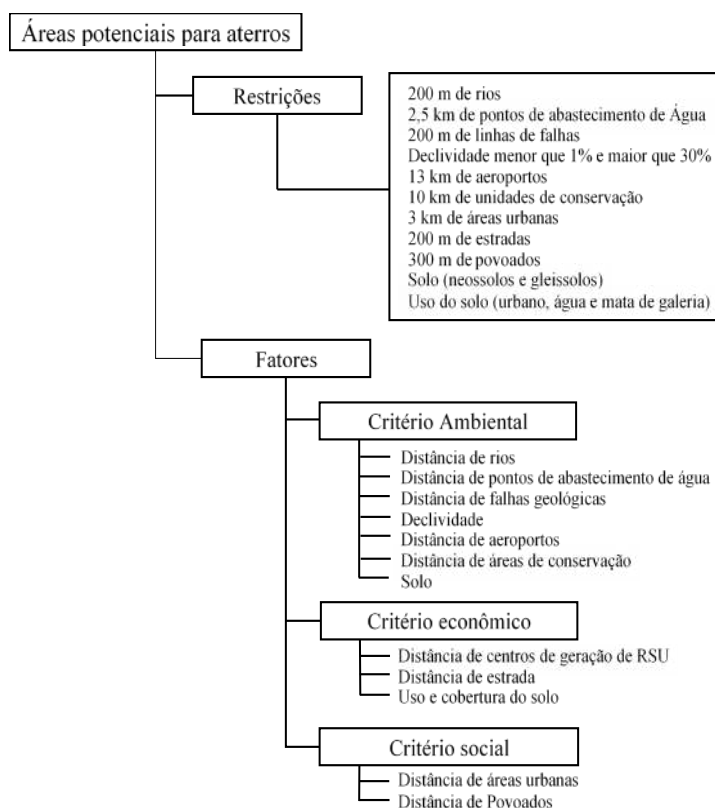 Áreas potenciais para aterros
Restrições
200 m de rios
2,5 km de pontos de abastecimento de Água
200 m de linhas de falhas
Declividade menor que 1% e maior que 30%
13 km de aeroportos
10 km de unidades de conservação
3 km de áreas urbanas
200 m de estradas
300 m de povoados
Solo (neossolos e gleissolos)
Uso do solo (urbano, água e mata de galeria)
Fatores
Critério Ambiental
Distância de rios
Distância de pontos de abastecimento de água
Distância de falhas geológicas
Declividade
Distância de aeroportos
Distância de áreas de conservação
Solo
Critério econômico
Distância de centros de geração de RSU
Distância de estrada
Uso e cobertura do solo
Critério social
Distância de áreas urbanas
Distância de Povoados